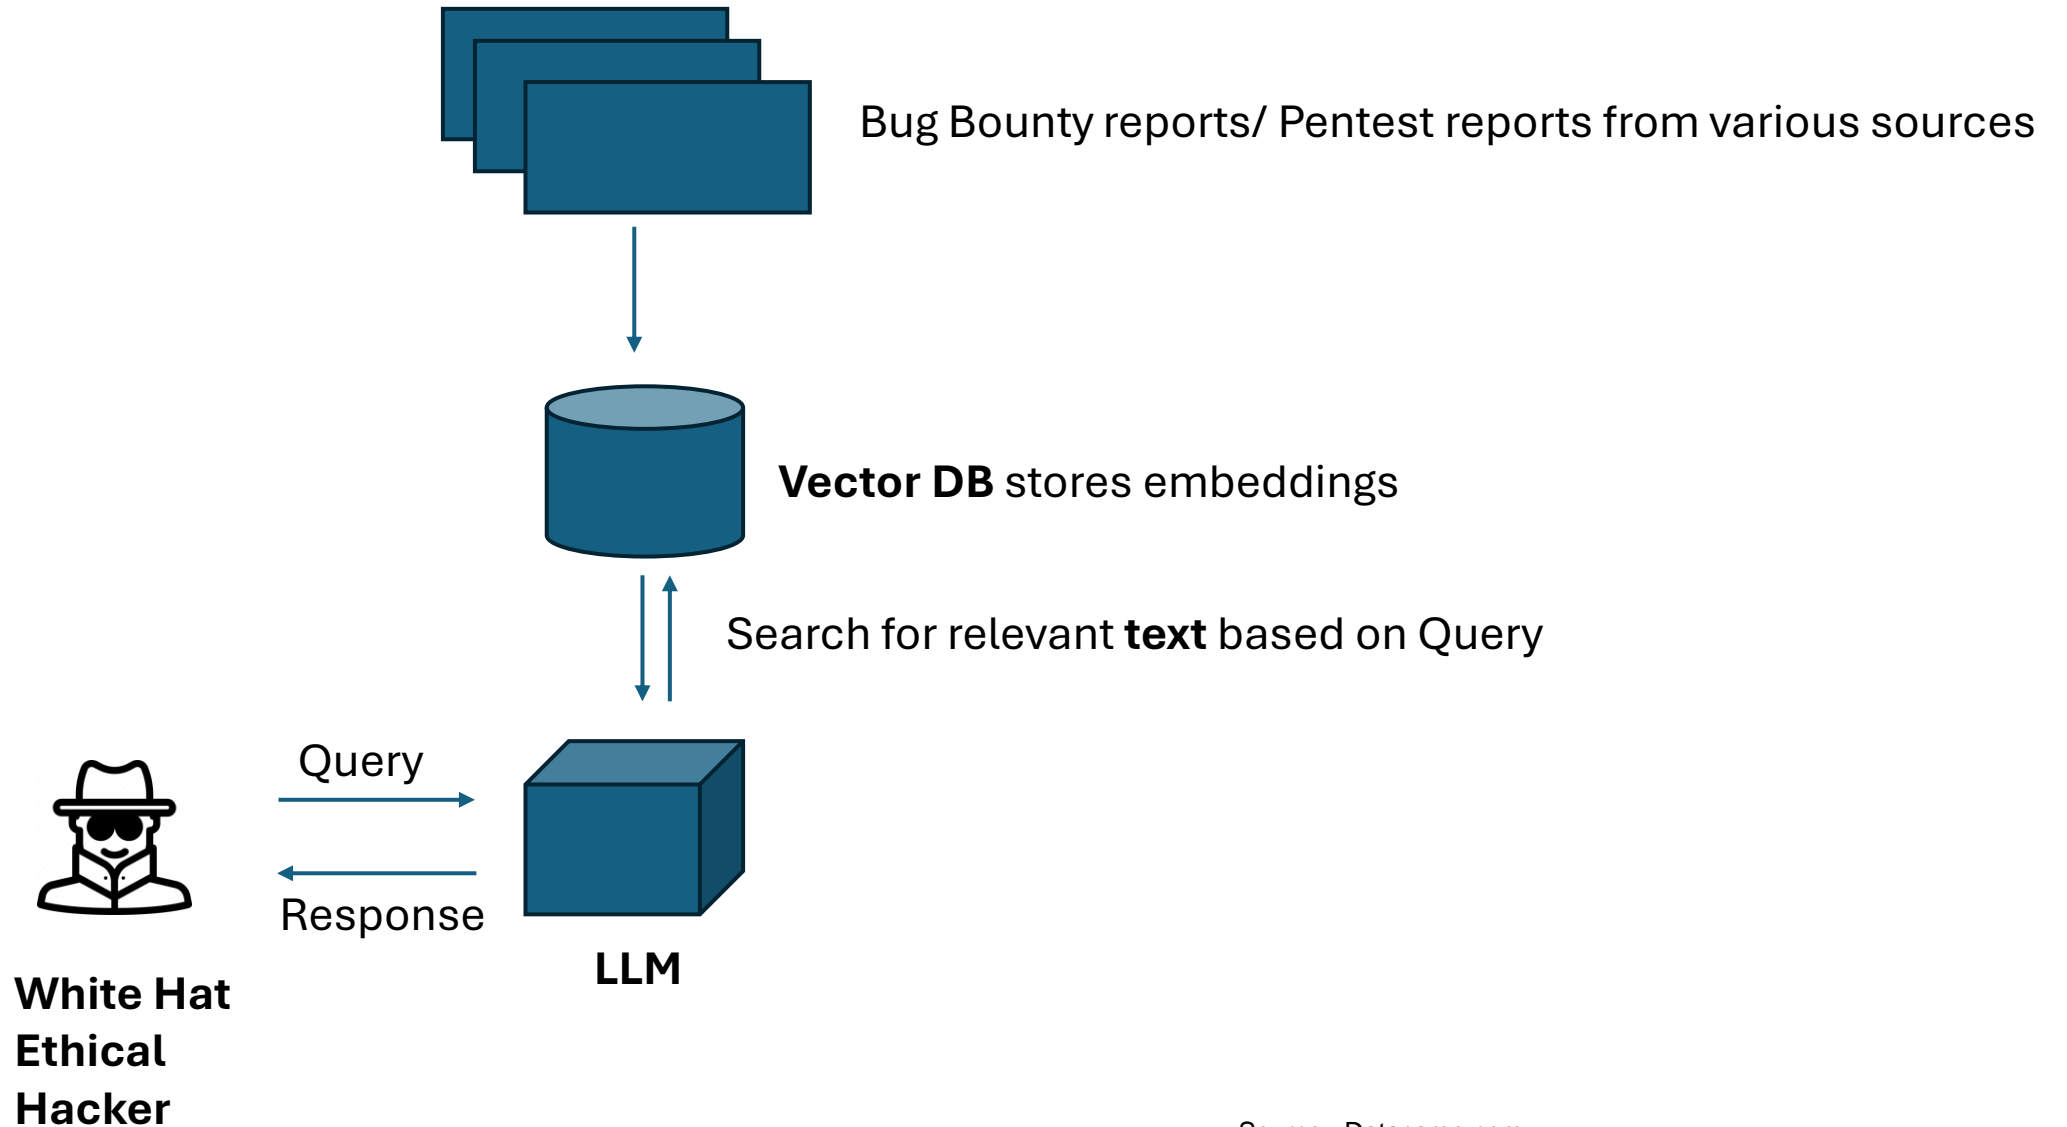 Bug Bounty reports/ Pentest reports from various sources
Vector DB stores embeddings
Search for relevant text based on Query
Query
Response
LLM
White Hat
Ethical
Hacker